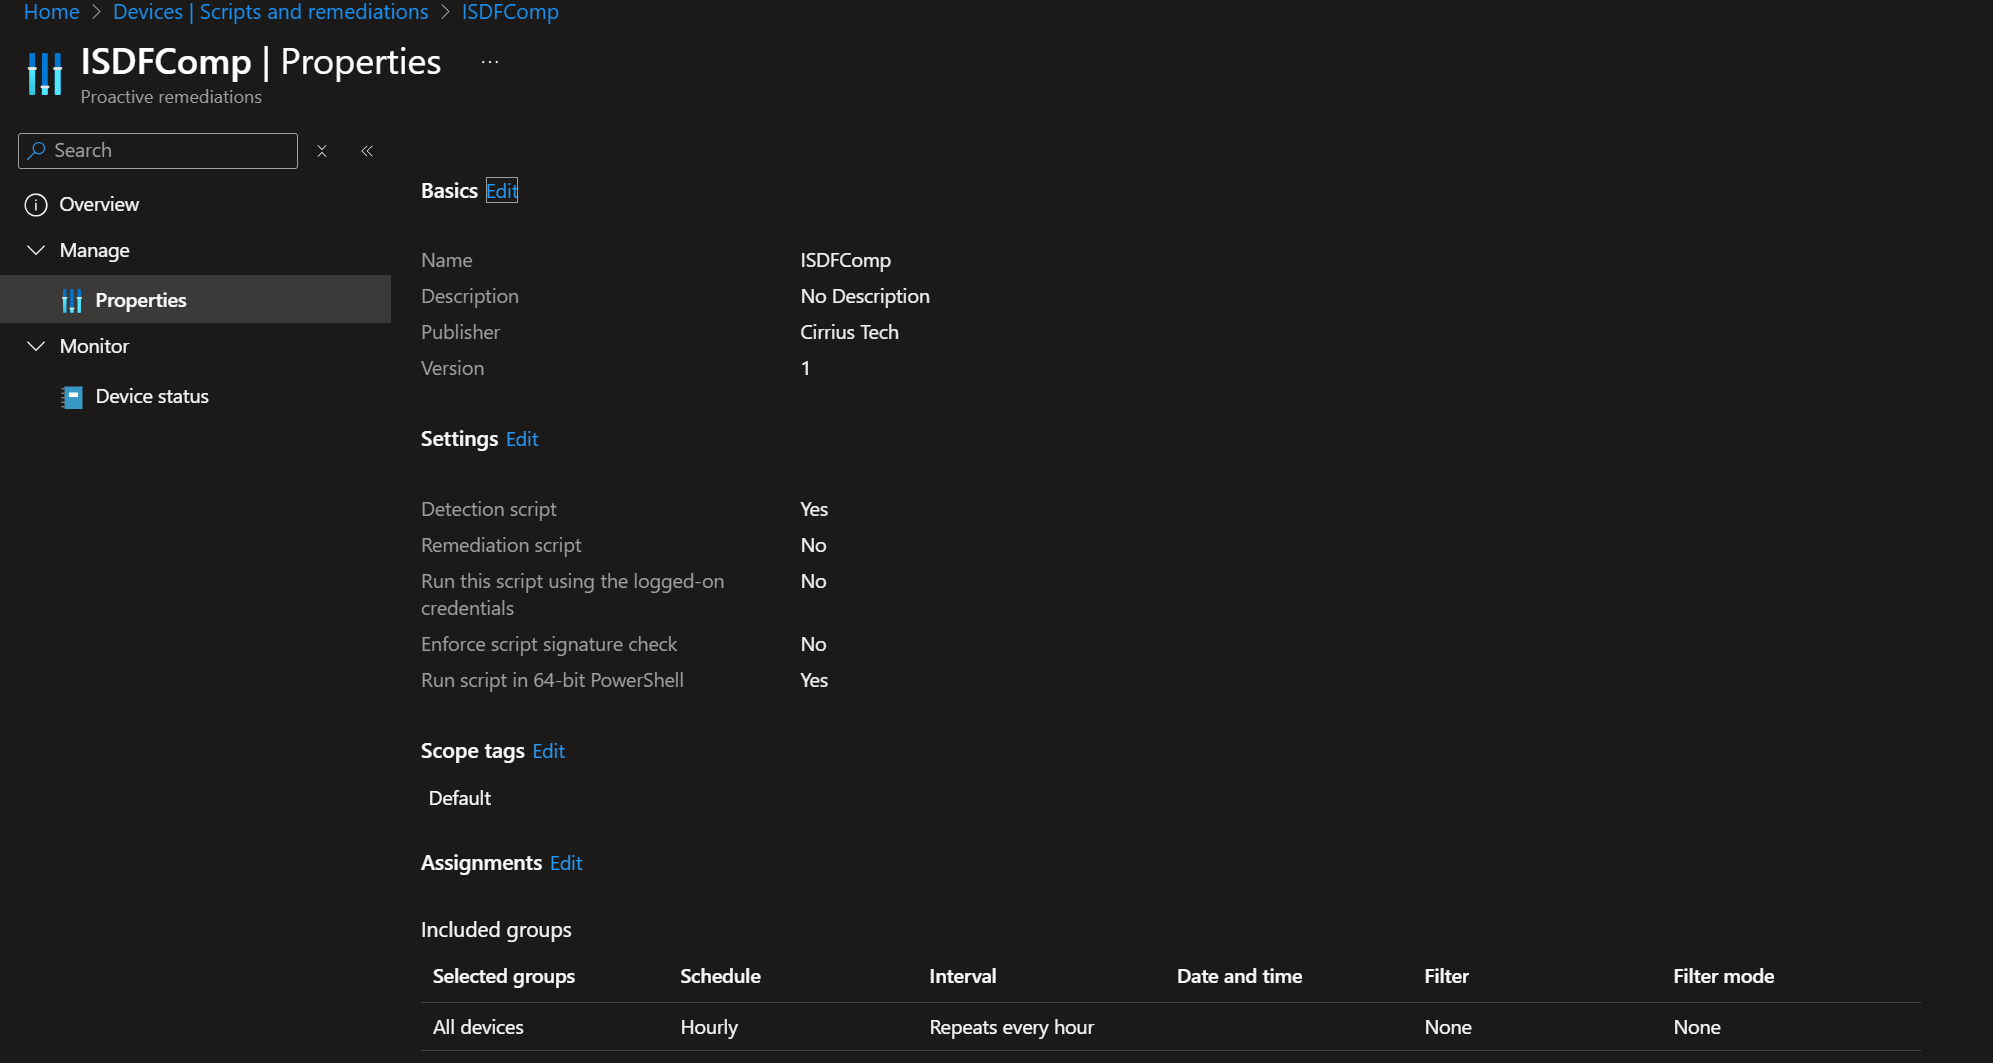 Home > Devices | Scripts and remediations > ISDFComp
ISDFComp | Properties ...
Proactive remediations
Search
Overview
Manage
Properties
Monitor
Device status
Basics Edit
Name ISDFComp
Description No Description
Publisher Cirrius Tech
Version 1
Settings Edit
Detection script Yes
Remediation script No
Run this script using the logged-on No
credentials
Enforce script signature check No
Run script in 64-bit PowerShell Yes
Scope tags Edit
Default
Assignments Edit
Included groups
Selected groups Schedule Interval Date and time Filter Filter mode
All devices Hourly Repeats every hour None None